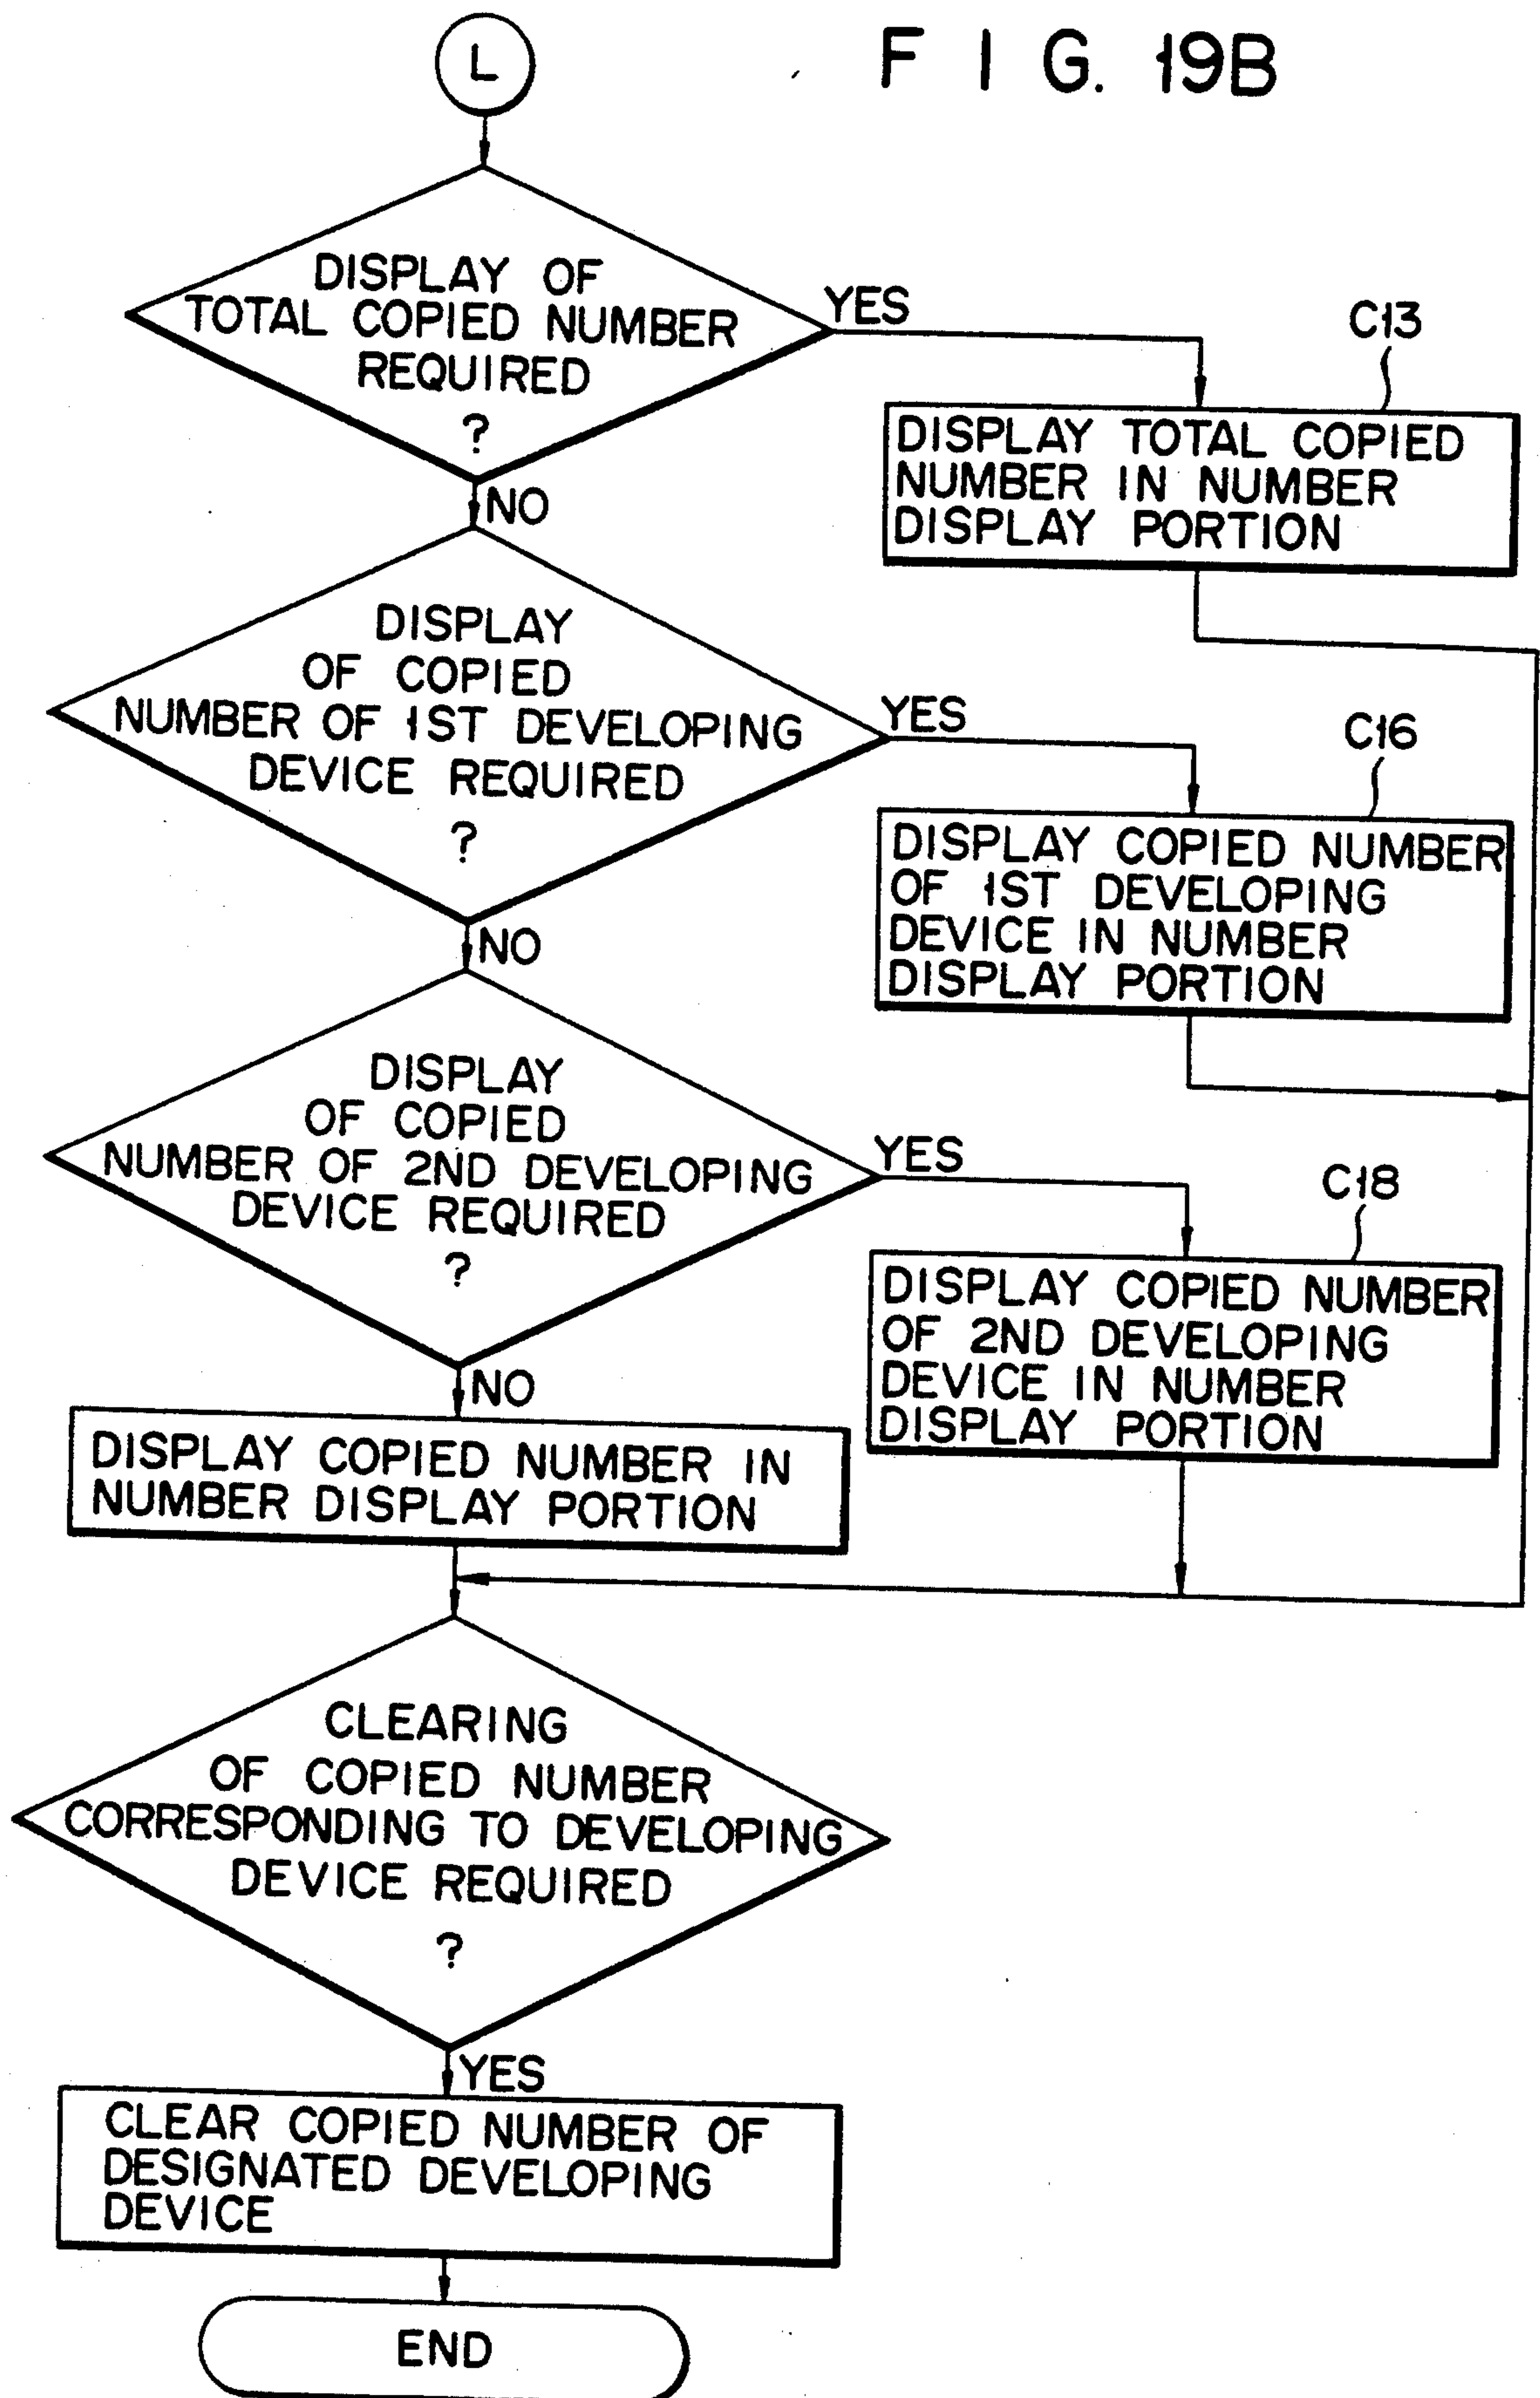 F I G. 19B
L
DISPLAY OF
TOTAL COPIED NUMBER
REQUIRED
?
YES
C13
DISPLAY TOTAL COPIED
NUMBER IN NUMBER
DISPLAY PORTION
NO
DISPLAY
OF COPIED
NUMBER OF 1ST DEVELOPING
DEVICE REQUIRED
?
YES
C16
DISPLAY COPIED NUMBER
OF 1ST DEVELOPING
DEVICE IN NUMBER
DISPLAY PORTION
NO
DISPLAY
OF COPIED
NUMBER OF 2ND DEVELOPING
DEVICE REQUIRED
?
YES
C18
DISPLAY COPIED NUMBER
OF 2ND DEVELOPING
DEVICE IN NUMBER
DISPLAY PORTION
NO
DISPLAY COPIED NUMBER IN
NUMBER DISPLAY PORTION
CLEARING
OF COPIED NUMBER
CORRESPONDING TO DEVELOPING
DEVICE REQUIRED
?
YES
CLEAR COPIED NUMBER OF
DESIGNATED DEVELOPING
DEVICE
END